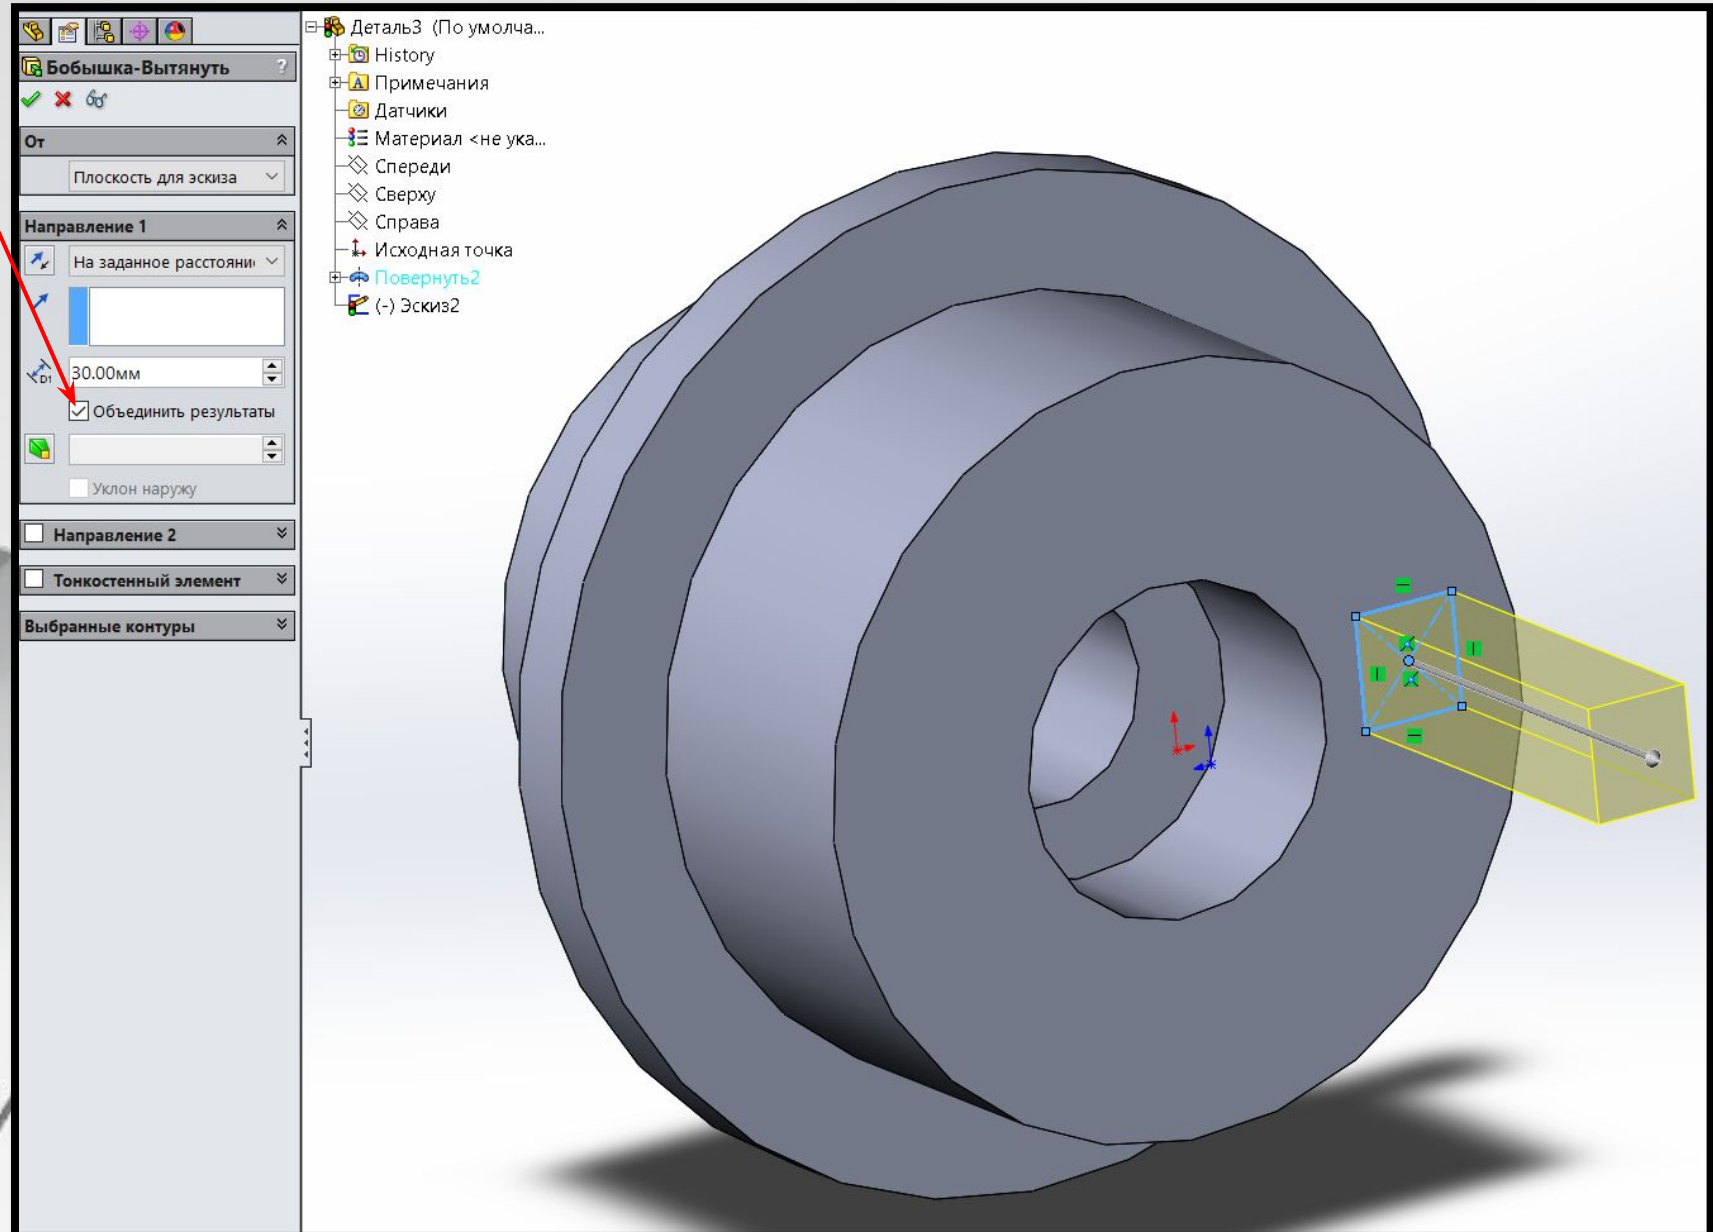 Деталь3 (По умолча...
History
Примечания
Датчики
Материал <не ука...
Спереди
Сверху
Справа
Исходная точка
Повернуть2
(-) Эскиз2
Бобышка-Вытянуть ?
От
Плоскость для эскиза
Направление 1
На заданное расстояни
D1
30.00мм
Объединить результаты
Уклон наружу
Направление 2
Тонкостенный элемент
Выбранные контуры